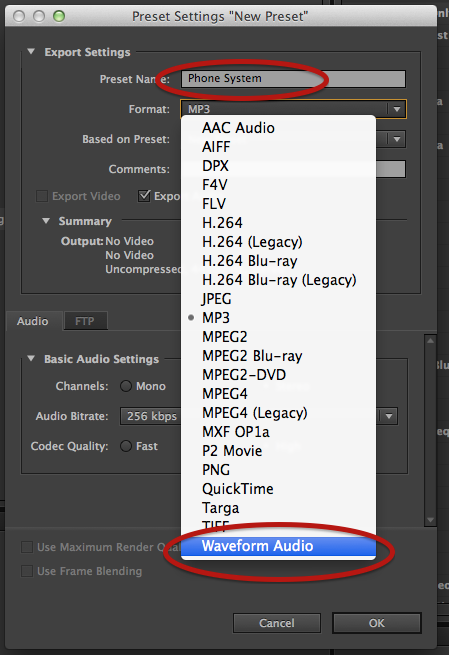 Preset Settings "New Preset"
Export Settings
Preset Name: Phone System
Format: MP3
AAC Audio
AIFF
Based on Preset:
DPX
F4V
Comments:
FLV
Export Video
H.264
H.264 (Legacy)
Summary
H.264 Blu-ray
Output: No Video
No Video
H.264 Blu-ray (Legacy)
Uncompressed
JPEG
MP3
Audio FTP
MPEG2
MPEG2 Blu-ray
Basic Audio Settings
MPEG2-DVD
Channels: Mono
MPEG4
MPEG4 (Legacy)
Audio Bitrate: 256 kbps
MXF OP1a
P2 Movie
Codec Quality: Fast
PNG
QuickTime
Targa
TIFF
Waveform Audio
Use Maximum Render
Use Frame Blending
Cancel OK